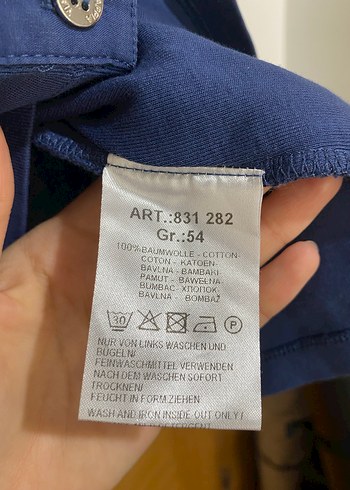 ART.:831 282
Gr.:54
100%BAUMWOLLE - COTTON-
COTON - KATOEN-
BAVLNA - BAMBAKI-
PAMUT - BAWEŁNA
BUMBAC- ХЛОПОК-
BAVLNA - BOMBAŽ
30
P
NUR VON LINKS WASCHEN UND
BÜGELN/
FEINWASCHMITTEL VERWENDEN
NACH DEM WASCHEN SOFORT
TROCKNEN/
FEUCHT IN FORM ZIEHEN
WASH AND IRON INSIDE OUT ONLY /